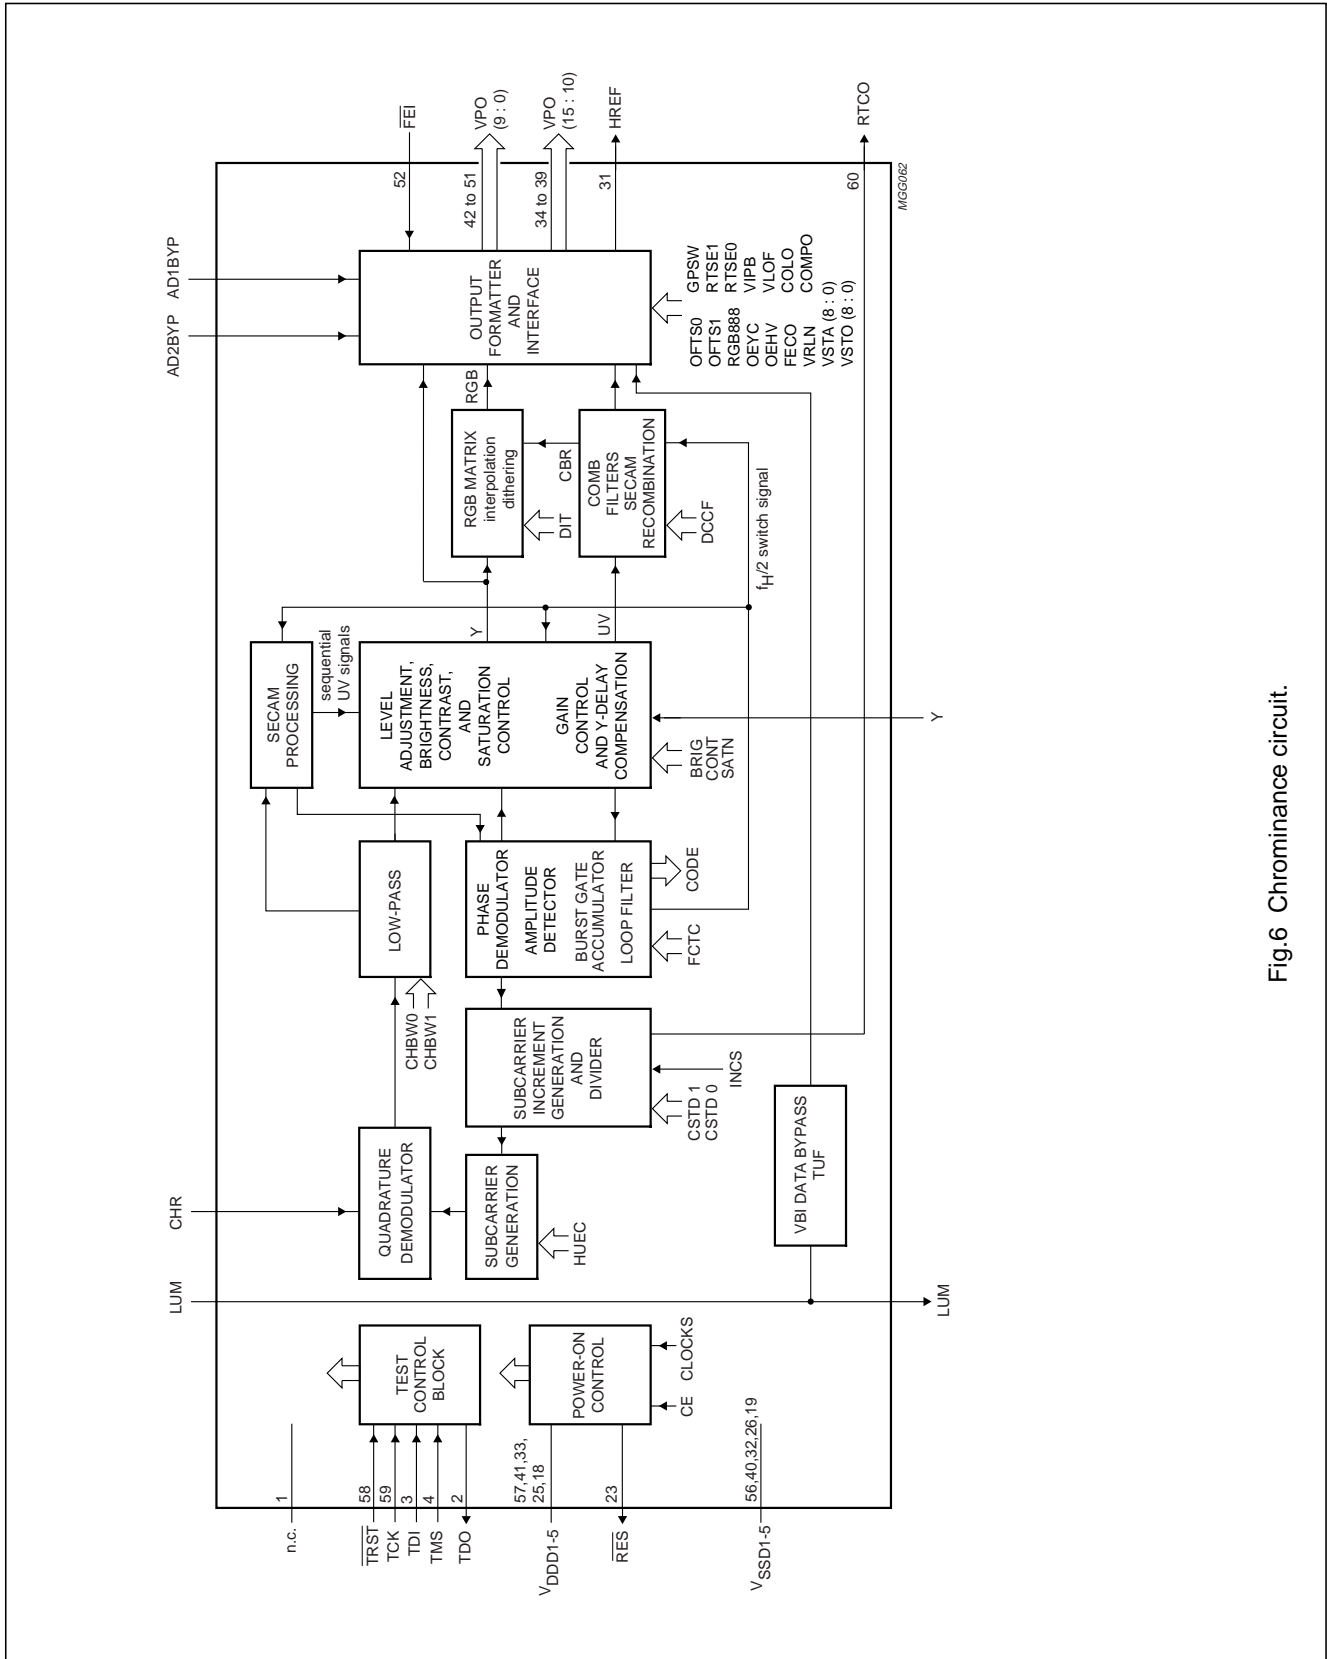 n.c.
1
TRST
58
TCK
59
TDI
3
TMS
4
TDO
2
VDDD1-5
57,41,33,
25,18
RES
23
VSSD1-5
56,40,32,26,19
TEST
CONTROL
BLOCK
POWER-ON
CONTROL
CE
CLOCKS
LUM
LUM
CHR
QUADRATURE
DEMODULATOR
SUBCARRIER
GENERATION
HUEC
VBI DATA BYPASS
TUF
LOW-PASS
CHBW0
CHBW1
SUBCARRIER
INCREMENT
GENERATION
AND
DIVIDER
CSTD 1
CSTD 0
INCS
PHASE
DEMODULATOR
AMPLITUDE
DETECTOR
BURST GATE
ACCUMULATOR
LOOP FILTER
FCTC
CODE
SECAM
PROCESSING
sequential
UV signals
LEVEL
ADJUSTMENT,
BRIGHTNESS,
CONTRAST,
AND
SATURATION
CONTROL
GAIN
CONTROL
AND Y-DELAY
COMPENSATION
BRIG
CONT
SATN
Y
Y
UV
fH/2 switch signal
RGB MATRIX
interpolation
dithering
DIT
CBR
COMB
FILTERS
SECAM
RECOMBINATION
DCCF
RGB
AD2BYP
AD1BYP
OUTPUT
FORMATTER
AND
INTERFACE
OFTS0
OFTS1
RGB888
OEYC
OEHV
FECO
VRLN
VSTA (8 : 0)
VSTO (8 : 0)
GPSW
RTSE1
RTSE0
VIPB
VLOF
COLO
COMPO
52
FEI
42 to 51
VPO
(9 : 0)
34 to 39
VPO
(15 : 10)
31
HREF
60
RTCO
MGG062
Fig.6 Chrominance circuit.